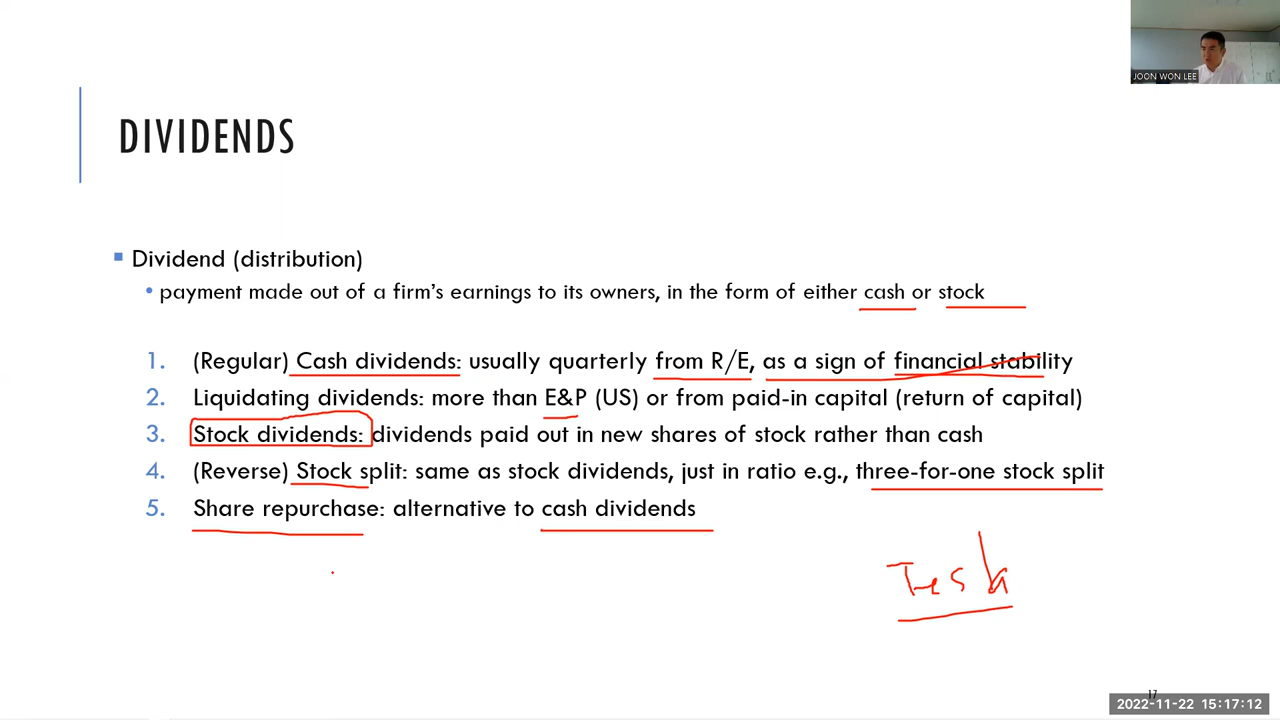 JOON WON LEE
DIVIDENDS
▪ Dividend (distribution)
• payment made out of a firm's earnings to its owners, in the form of either cash or stock
1. (Regular) Cash dividends: usually quarterly from R/E, as a sign of financial stability
2. Liquidating dividends: more than E&P (US) or from paid-in capital (return of capital)
3. Stock dividends: dividends paid out in new shares of stock rather than cash
4. (Reverse) Stock split: same as stock dividends, just in ratio e.g., three-for-one stock split
5. Share repurchase: alternative to cash dividends
Tesla
17
2022-11-22 15:17:12